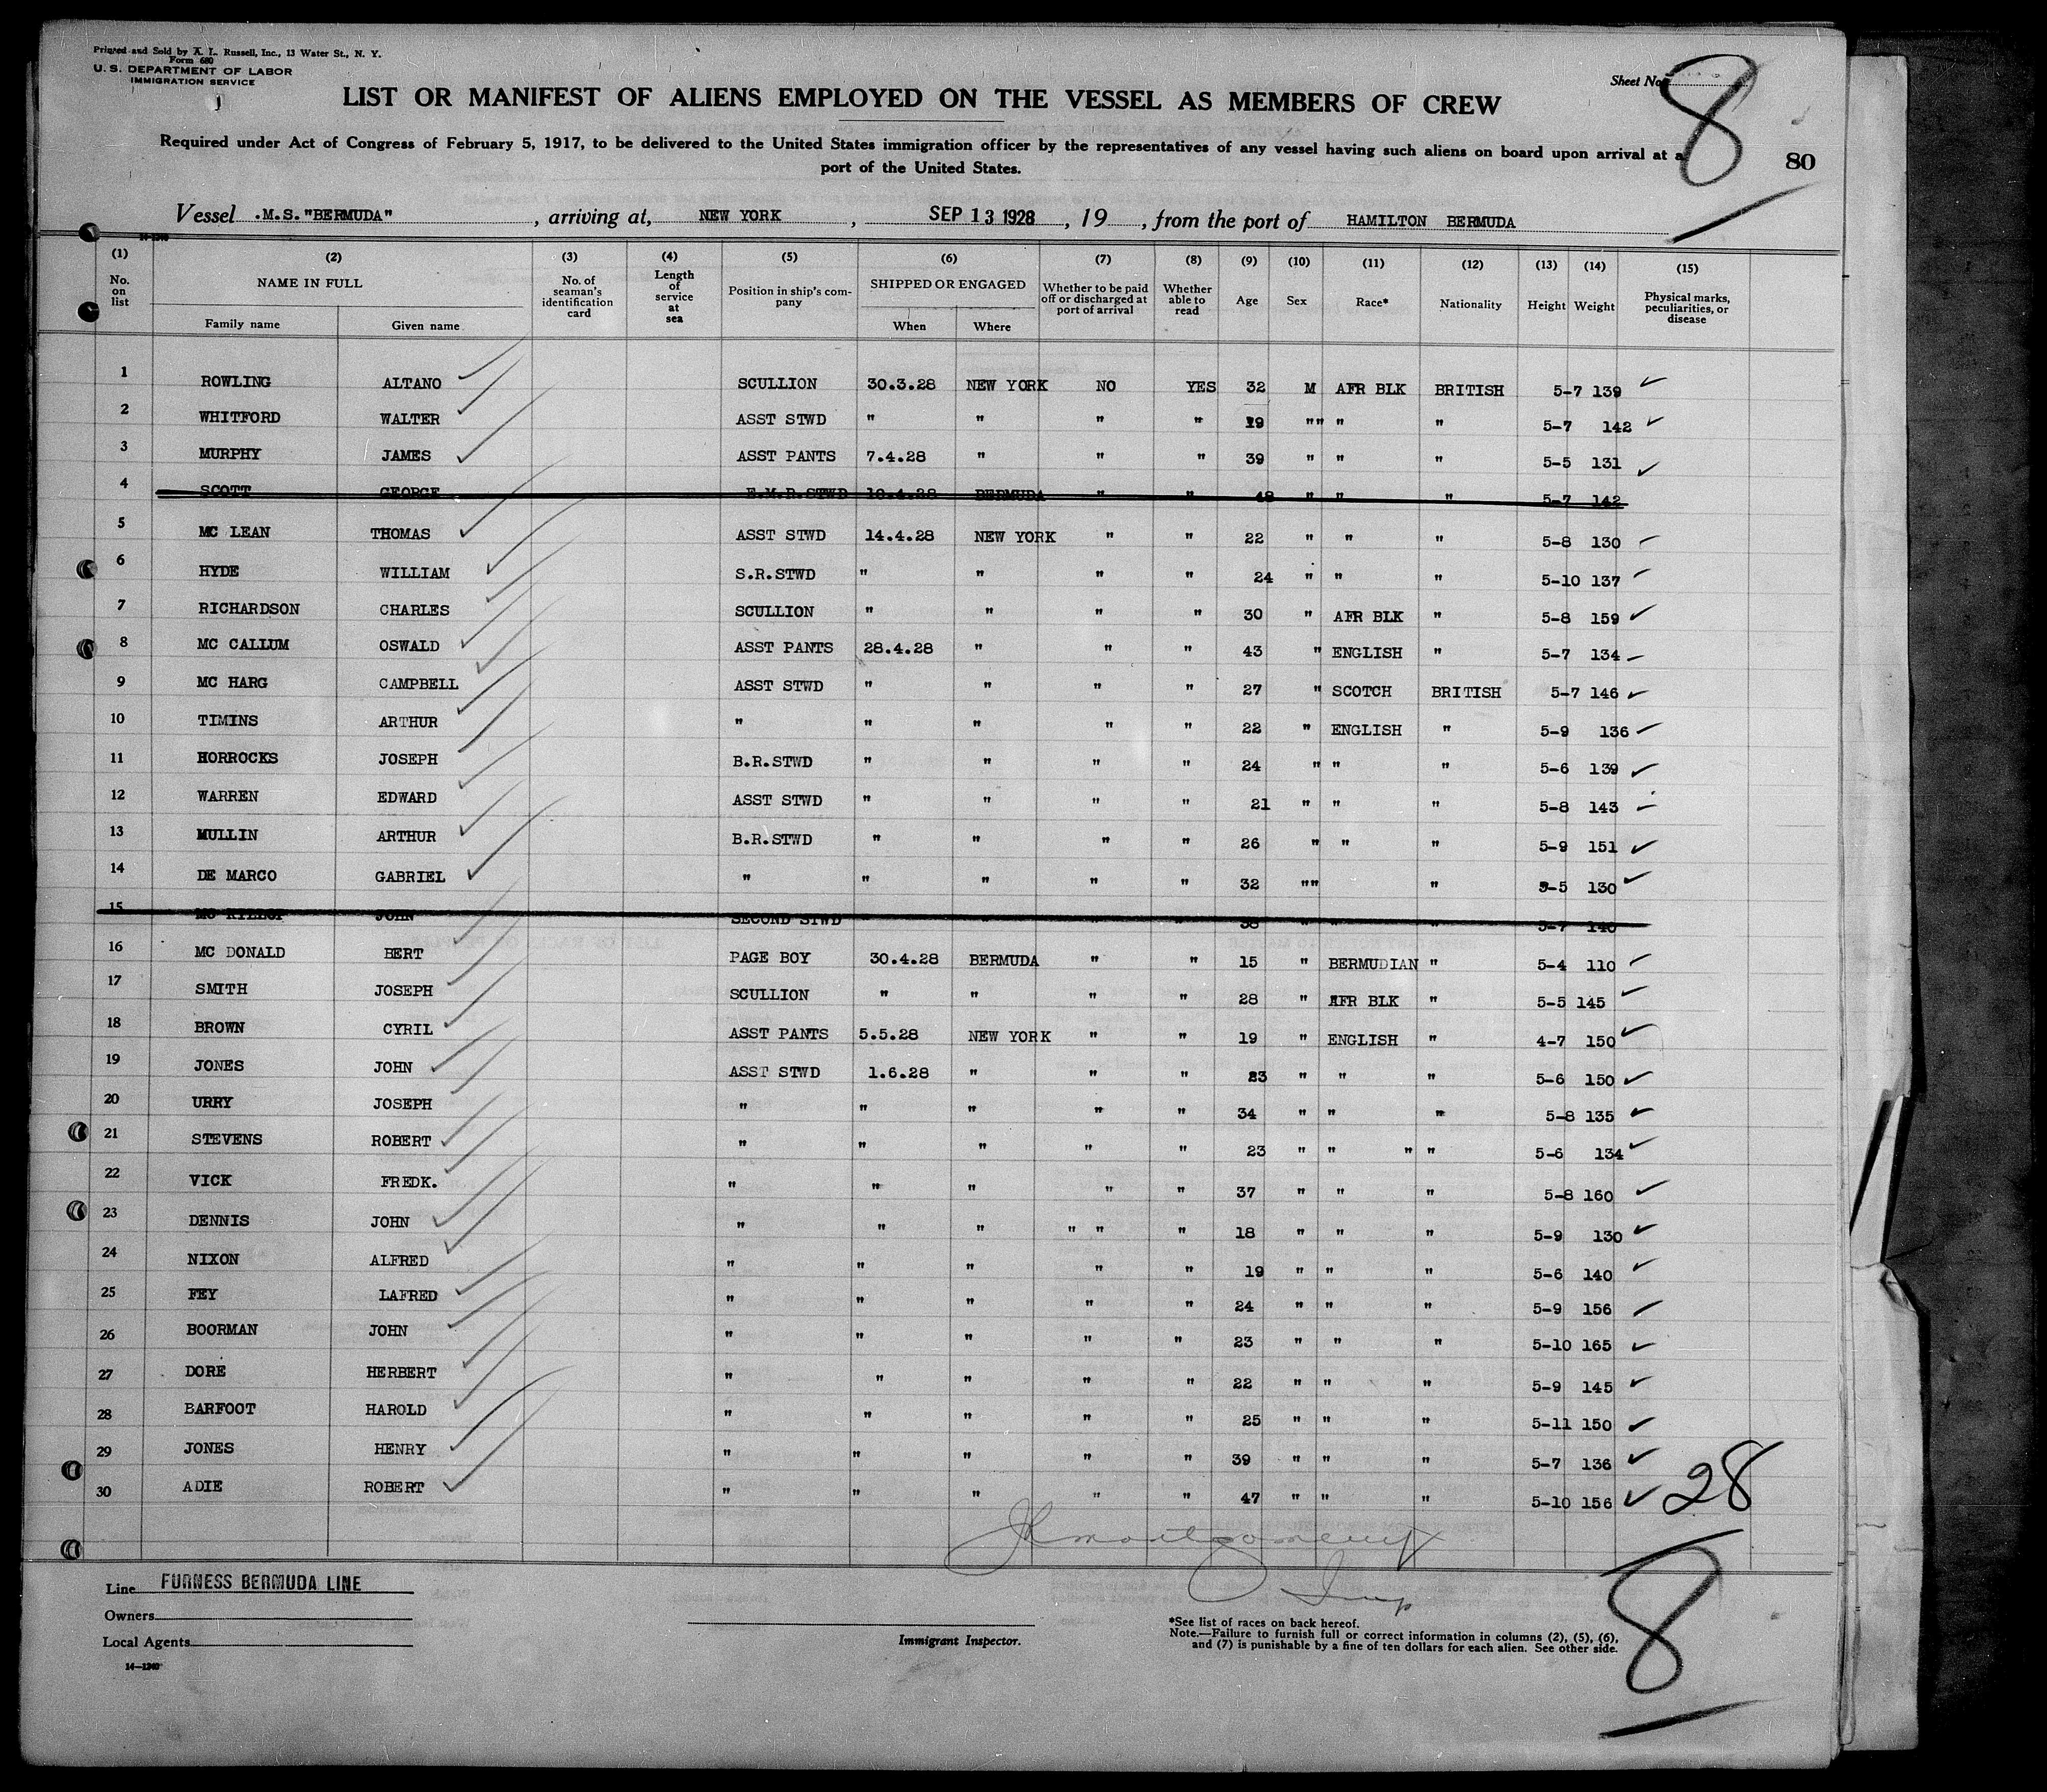 Printed and Sold by A. L. Russell, Inc., 13 Water St., N. Y.
Form 680
U. S. DEPARTMENT OF LABOR
IMMIGRATION SERVICE
Sheet No. 8
LIST OR MANIFEST OF ALIENS EMPLOYED ON THE VESSEL AS MEMBERS OF CREW
Required under Act of Congress of February 5, 1917, to be delivered to the United States immigration officer by the representatives of any vessel having such aliens on board upon arrival at a
port of the United States.
80
Vessel .M.S."BERMUDA" , arriving at, NEW YORK , SEP 13 1928 , 19 , from the port of HAMILTON BERMUDA
14-1240
(1) (2) (3) (4) (5) (6) (7) (8) (9) (10) (11) (12) (13) (14) (15)
No. on list NAME IN FULL No. of seaman's identification card Length of service at sea Position in ship's company SHIPPED OR ENGAGED Whether to be paid off or discharged at port of arrival Whether able to read Age Sex Race* Nationality Height Weight Physical marks, peculiarities, or disease
Family name Given name When Where
1 ROWLING ALTANO SCULLION 30.3.28 NEW YORK NO YES 32 M AFR BLK BRITISH 5-7 139
2 WHITFORD WALTER ASST STWD " " " " 29 "" " " 5-7 142
3 MURPHY JAMES ASST PANTS 7.4.28 " " " 39 " " " 5-5 131
4 SCOTT GEORGE E.M.R.STWD 10.4.28 BERMUDA " " 48 " " " 5-7 142
5 MC LEAN THOMAS ASST STWD 14.4.28 NEW YORK " " 22 " " " 5-8 130
6 HYDE WILLIAM S.R.STWD " " " " 24 " " " 5-10 137
7 RICHARDSON CHARLES SCULLION " " " " 30 " AFR BLK " 5-8 159
8 MC CALLUM OSWALD ASST PANTS 28.4.28 " " " 43 " ENGLISH " 5-7 134
9 MC HARG CAMPBELL ASST STWD " " " " 27 " SCOTCH BRITISH 5-7 146
10 TIMINS ARTHUR " " " " " 22 " ENGLISH " 5-9 136
11 HORROCKS JOSEPH B.R.STWD " " " " 24 " " " 5-6 139
12 WARREN EDWARD ASST STWD " " " " 21 " " " 5-8 143
13 MULLIN ARTHUR B.R.STWD " " " " 26 " " " 5-9 151
14 DE MARCO GABRIEL " " " " " 32 "" " 5-5 130
15 JOHN SECOND STWD " " " " 38 " " " 5-7 140
16 MC DONALD BERT PAGE BOY 30.4.28 BERMUDA " " 15 " BERMUDIAN " 5-4 110
17 SMITH JOSEPH SCULLION " " " " 28 " AFR BLK " 5-5 145
18 BROWN CYRIL ASST PANTS 5.5.28 NEW YORK " " 19 " ENGLISH " 4-7 150
19 JONES JOHN ASST STWD 1.6.28 " " " 23 " " " 5-6 150
20 URRY JOSEPH " " " " " 34 " " " 5-8 135
21 STEVENS ROBERT " " " " " 23 " " " " 5-6 134
22 VICK FREDK. " " " " " 37 " " " 5-8 160
23 DENNIS JOHN " " " " " " 18 " " " 5-9 130
24 NIXON ALFRED " " " " " 19 " " " 5-6 140
25 FEY LAFRED " " " " " 24 " " " 5-9 156
26 BOORMAN JOHN " " " " " 23 " " " 5-10 165
27 DORE HERBERT " " " " " 22 " " " 5-9 145
28 BARFOOT HAROLD " " " " " 25 " " " 5-11 150
29 JONES HENRY " " " " " 39 " " " 5-7 136
30 ADIE ROBERT " " " " " 47 " " " 5-10 156
28
Montgomery
Insp
8
Line FURNESS BERMUDA LINE
Owners
Local Agents
14-1240
Immigrant Inspector.
*See list of races on back hereof.
Note.—Failure to furnish full or correct information in columns (2), (5), (6),
and (7) is punishable by a fine of ten dollars for each alien. See other side.